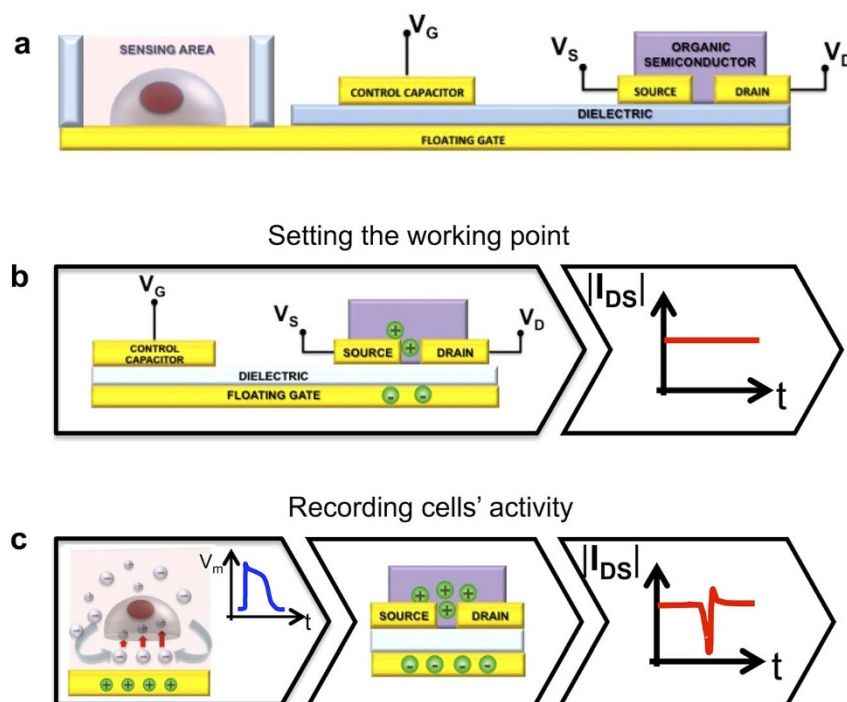 a
SENSING AREA
V_G
CONTROL CAPACITOR
V_S
ORGANIC
SEMICONDUCTOR
V_D
SOURCE
DRAIN
DIELECTRIC
FLOATING GATE
Setting the working point
b
V_G
CONTROL
CAPACITOR
V_S
+
+
SOURCE
DRAIN
V_D
DIELECTRIC
FLOATING GATE
- -
|I_DS|
t
Recording cells' activity
c
V_m
t
+ + + +
+ + + + +
SOURCE
DRAIN
- - - -
|I_DS|
t